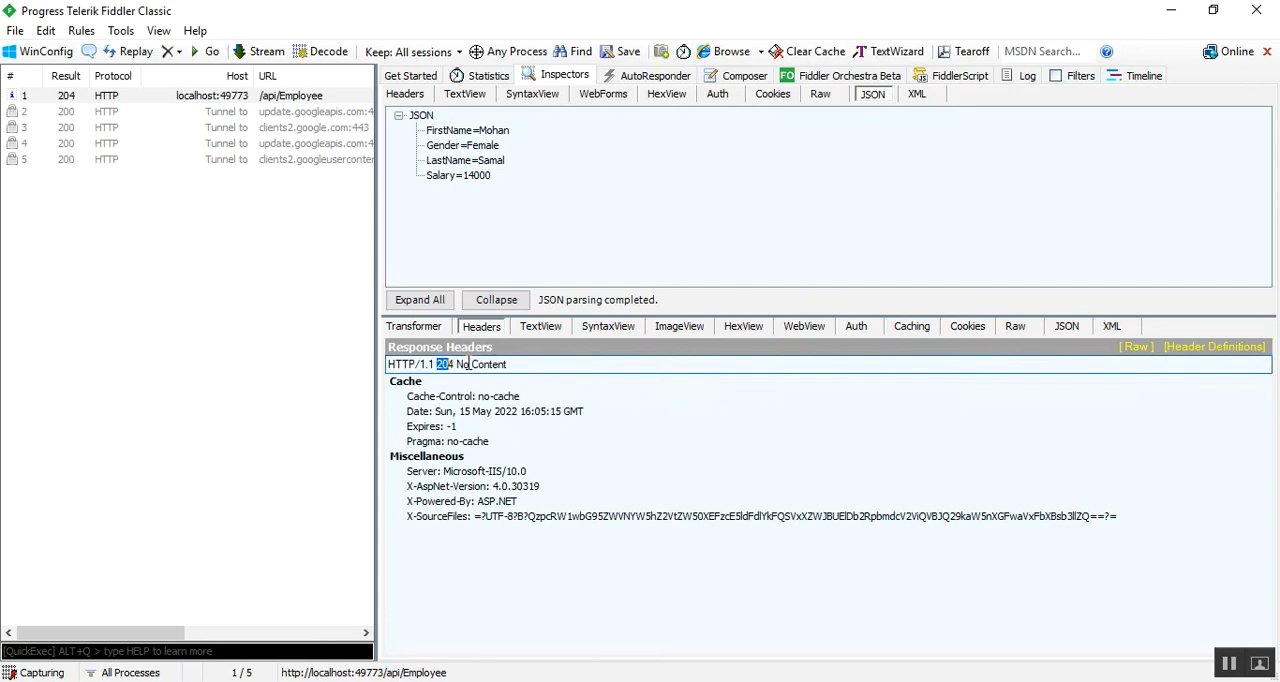 Progress Telerik Fiddler Classic
File Edit Rules Tools View Help
WinConfig Replay Go Stream Decode Keep: All sessions Any Process Find Save Browse Clear Cache TextWizard Tearoff MSDN Search... Online
# Result Protocol Host URL
1 204 HTTP localhost:49773 /api/Employee
2 200 HTTP Tunnel to update.googleapis.com:4
3 200 HTTP Tunnel to clients2.google.com:443
4 200 HTTP Tunnel to update.googleapis.com:4
5 200 HTTP Tunnel to clients2.googleuserconter
Get Started Statistics Inspectors AutoResponder Composer FO Fiddler Orchestra Beta FiddlerScript Log Filters Timeline
Headers TextView SyntaxView WebForms HexView Auth Cookies Raw JSON XML
JSON
FirstName=Mohan
Gender=Female
LastName=Samal
Salary=14000
Expand All Collapse JSON parsing completed.
Transformer Headers TextView SyntaxView ImageView HexView WebView Auth Caching Cookies Raw JSON XML
Response Headers [ Raw ] [Header Definitions]
HTTP/1.1 204 No Content
Cache
Cache-Control: no-cache
Date: Sun, 15 May 2022 16:05:15 GMT
Expires: -1
Pragma: no-cache
Miscellaneous
Server: Microsoft-IIS/10.0
X-AspNet-Version: 4.0.30319
X-Powered-By: ASP.NET
X-SourceFiles:
[QuickExec] ALT+Q > type HELP to learn more
Capturing All Processes 1 / 5 http://localhost:49773/api/Employee